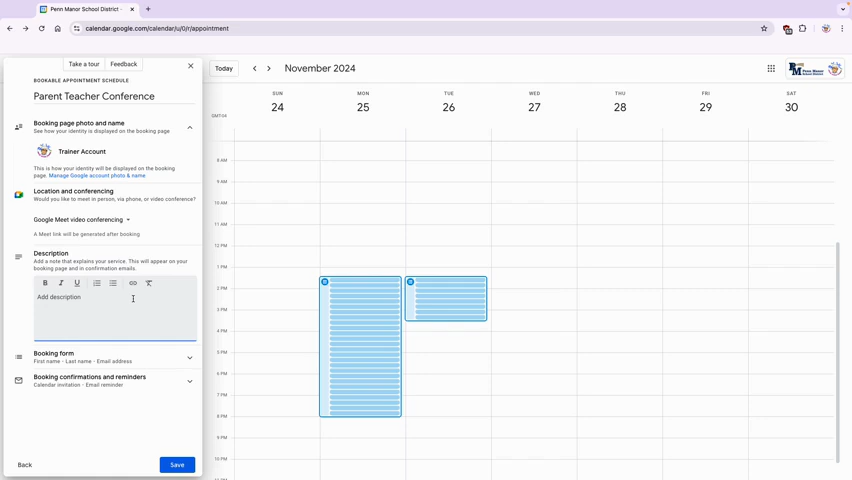 Penn Manor School District -
calendar.google.com/calendar/u/0/r/appointment
Take a tour
Feedback
BOOKABLE APPOINTMENT SCHEDULE
Parent Teacher Conference
Booking page photo and name
See how your identity is displayed on the booking page
Trainer Account
This is how your identity will be displayed on the booking
page Manage Google account photo & name
Location and conferencing
Would you like to meet in person, via phone, or video conference?
Google Meet video conferencing
A Meet link will be generated after booking
Description
Add a note that explains your service. This will appear on your
booking page and in confirmation emails.
B I U
Add description
Booking form
First name · Last name · Email address
Booking confirmations and reminders
Calendar invitation · Email reminder
Back
Save
Today
November 2024
SUN MON TUE WED THU FRI SAT
24 25 26 27 28 29 30
8 AM
9 AM
10 AM
11 AM
12 PM
1 PM
2 PM
3 PM
4 PM
5 PM
6 PM
7 PM
8 PM
9 PM
10 PM